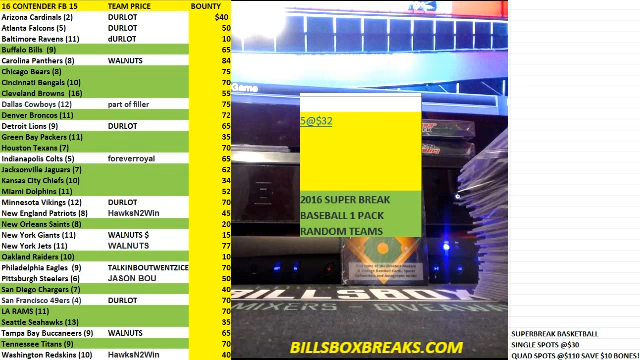 16 CONTENDER FB 15 TEAM PRICE BOUNTY
Arizona Cardinals (2) DURLOT $40
Atlanta Falcons (5) DURLOT 50
Baltimore Ravens (11) dURLOT 10
Buffalo Bills (9) 65
Carolina Panthers (8) WALNUTS 84
Chicago Bears (8) 75
Cincinnati Bengals (10) 70
Cleveland Browns (16) 55
Dallas Cowboys (12) part of filler 75
Denver Broncos (11) 72
Detroit Lions (9) DURLOT 65
Green Bay Packers (11) 35
Houston Texans (7) 70
Indianapolis Colts (5) foreverroyal 65
Jacksonville Jaguars (7) 62
Kansas City Chiefs (10) 34
Miami Dolphins (11) 52
Minnesota Vikings (12) DURLOT 70
New England Patriots (8) HawksN2Win 45
New Orleans Saints (8) 20
New York Giants (11) WALNUTS $ 15
New York Jets (11) WALNUTS 77
Oakland Raiders (10) 10
Philadelphia Eagles (9) TALKINBOUTWENTZICE 70
Pittsburgh Steelers (6) JASON BOU 50
San Diego Chargers (7) 40
San Francisco 49ers (4) DURLOT 70
LA RAMS (11) 70
Seattle Seahawks (13) 35
Tampa Bay Buccaneers (9) WALNUTS 65
Washington Redskins (10) HawksN2Win 40
Game
5@$32
2016 SUPER BREAK
BASEBALL 1 PACK
RANDOM TEAMS
BILLSBOX
MIXERS GIVEAW
BILLSBOXBREAKS.COM
SUPERBREAK BASKETBALL
SINGLE SPOTS @$30
QUAD SPOTS @$110 SAVE $10 BONES!